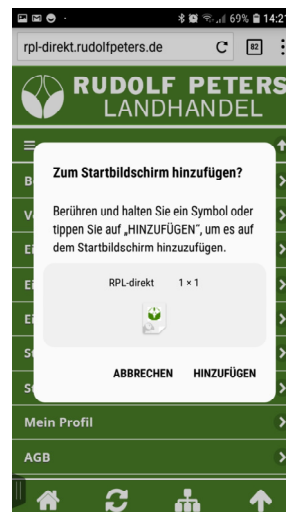 69% 14:21
rpl-direkt.rudolfpeters.de 82
RUDOLF PETERS
LANDHANDEL
Zum Startbildschirm hinzufügen?
Berühren und halten Sie ein Symbol oder
tippen Sie auf „HINZUFÜGEN", um es auf
dem Startbildschirm hinzuzufügen.
RPL-direkt 1 × 1
ABBRECHEN HINZUFÜGEN
Mein Profil
AGB